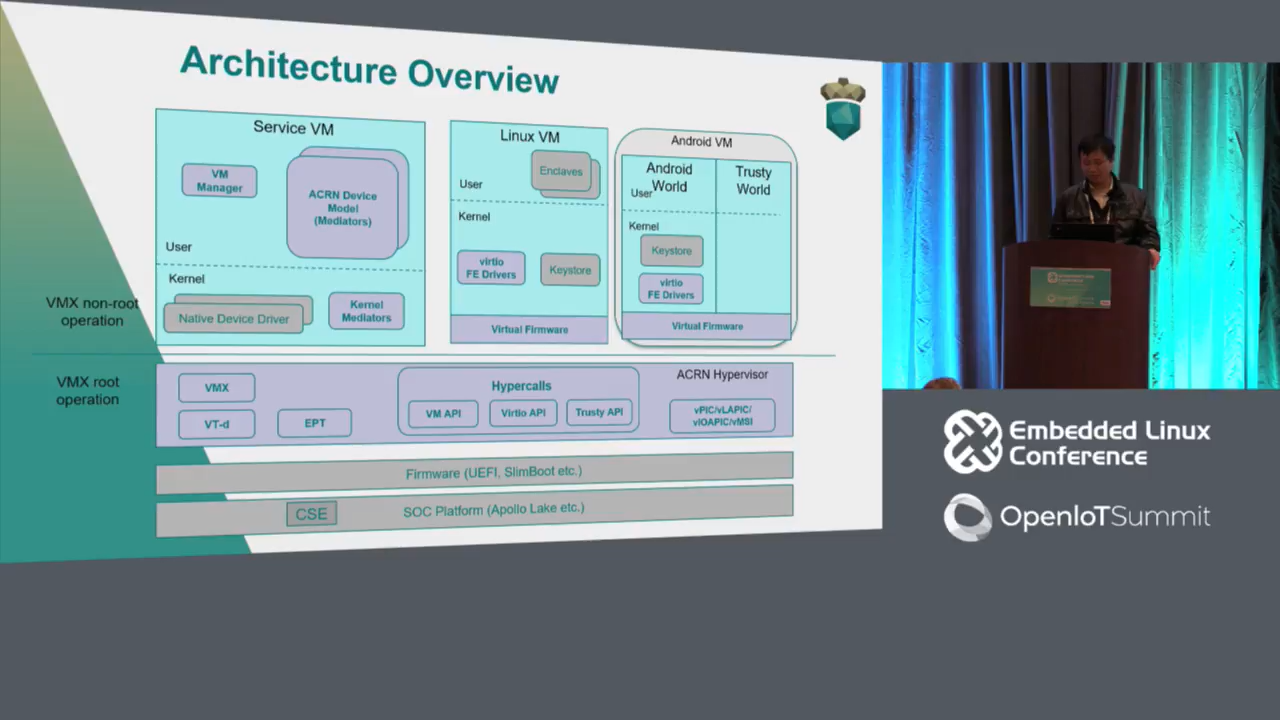 Architecture Overview
Service VM
VM
Manager
ACRN Device
Model
(Mediators)
User
Kernel
Native Device Driver
Kernel
Mediators
Linux VM
Enclaves
User
Kernel
virtio
FE Drivers
Keystore
Virtual Firmware
Android VM
Android
World
User
Trusty
World
Kernel
Keystore
virtio
FE Drivers
Virtual Firmware
VMX non-root
operation
VMX root
operation
VMX
VT-d
EPT
Hypercalls
VM API
Virtio API
Trusty API
ACRN Hypervisor
vPIC/vLAPIC/
vIOAPIC/vMSI
Firmware (UEFI, SlimBoot etc.)
CSE
SOC Platform (Apollo Lake etc.)
Embedded Linux
Conference
OpenIoTSummit